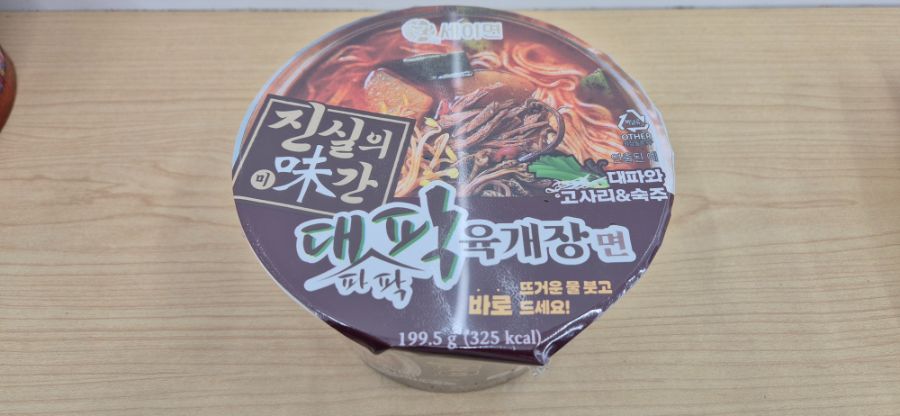 세이면
진실의
미 味간
OTHER
대파와
고사리&숙주
대팍육개장면
파팍
뜨거운 물 붓고
바로 드세요!
199.5 g (325 kcal)